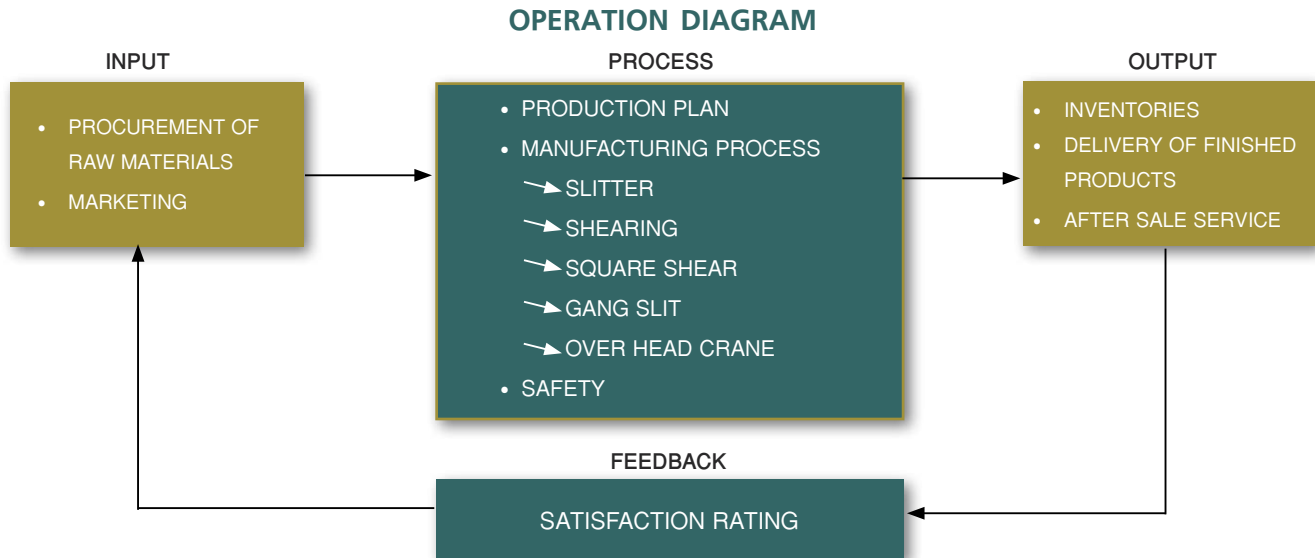 OPERATION DIAGRAM
INPUT
• PROCUREMENT OF
RAW MATERIALS
• MARKETING
PROCESS
• PRODUCTION PLAN
• MANUFACTURING PROCESS
SLITTER
SHEARING
SQUARE SHEAR
GANG SLIT
OVER HEAD CRANE
• SAFETY
OUTPUT
• INVENTORIES
• DELIVERY OF FINISHED
PRODUCTS
• AFTER SALE SERVICE
FEEDBACK
SATISFACTION RATING